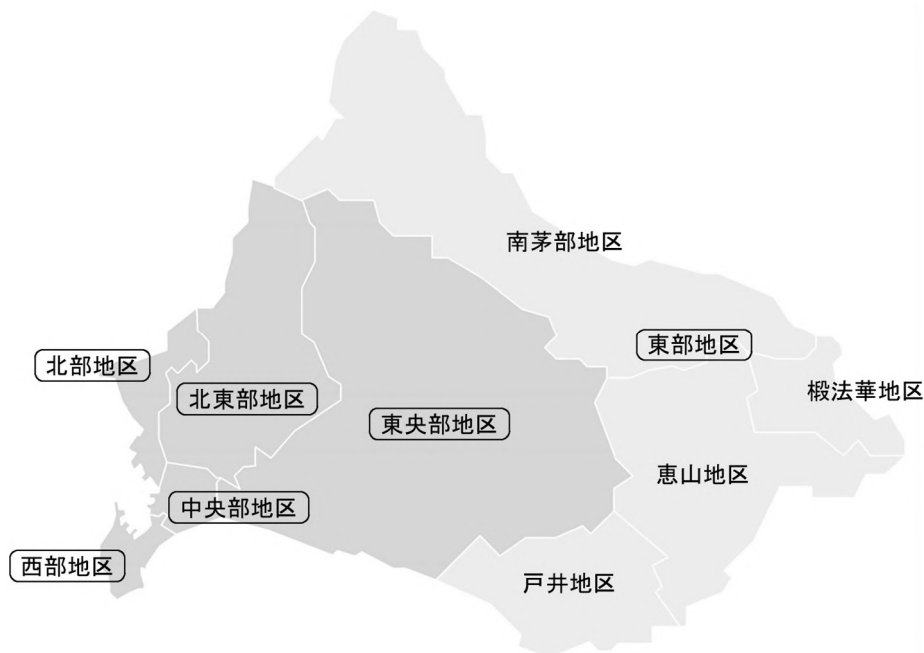 南茅部地区
東部地区
北部地区
椴法華地区
北東部地区
東央部地区
恵山地区
中央部地区
西部地区
戸井地区